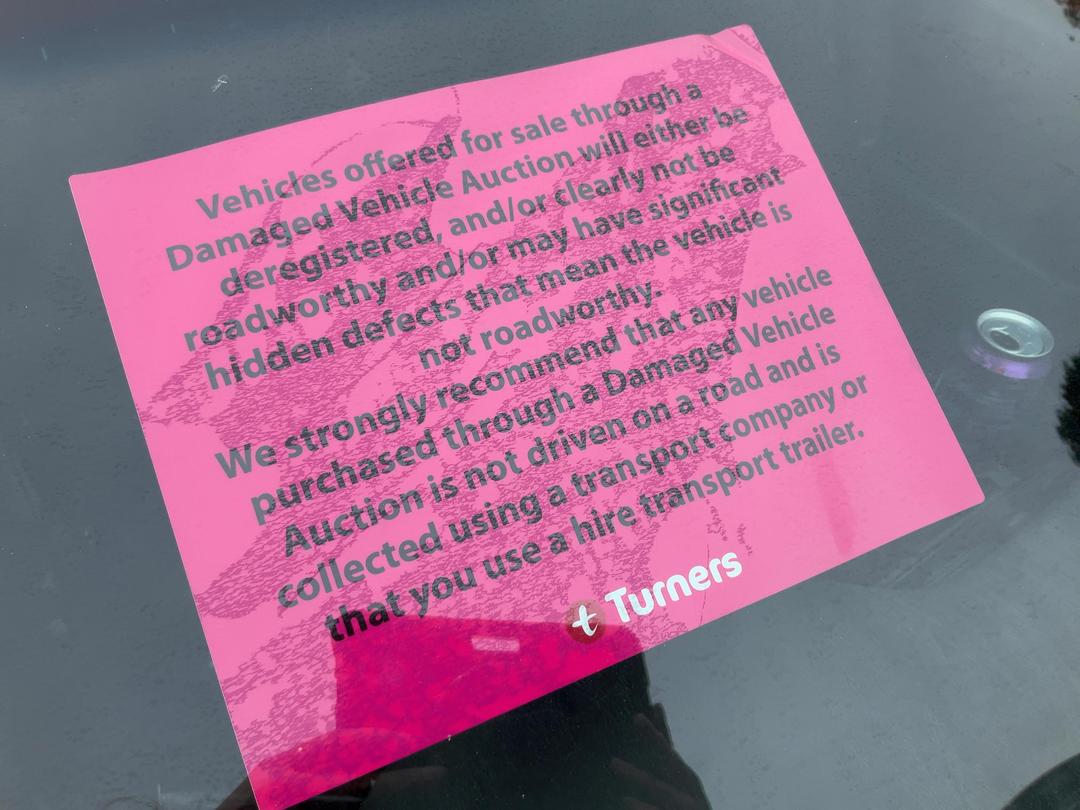 Vehicles offered for sale through a
Damaged Vehicle Auction will either be
deregistered, and/or clearly not be
roadworthy and/or may have significant
hidden defects that mean the vehicle is
not roadworthy.
We strongly recommend that any vehicle
purchased through a Damaged Vehicle
Auction is not driven on a road and is
collected using a transport company or
that you use a hire transport trailer.
t Turners